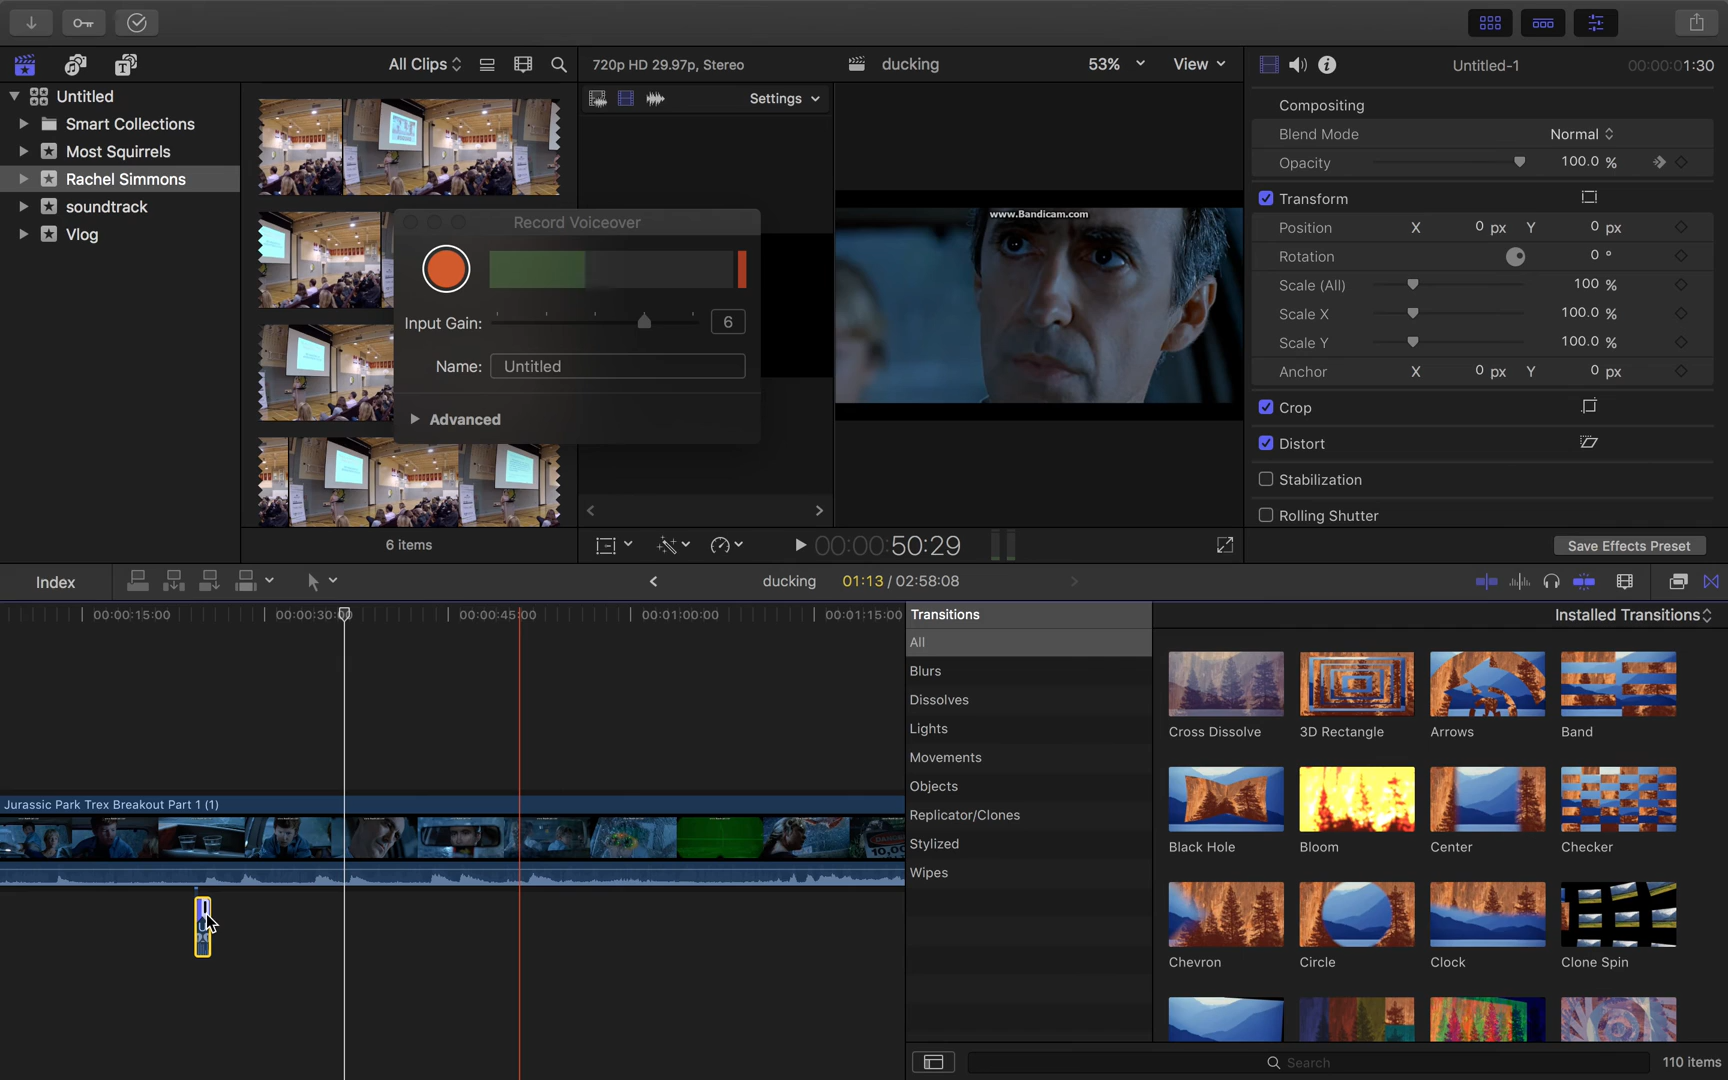 All Clips
720p HD 29.97p, Stereo
ducking
53%
View
Untitled-1
00:00:01:30
Untitled
Smart Collections
Most Squirrels
Rachel Simmons
soundtrack
Vlog
Settings
6 items
Record Voiceover
Input Gain:
6
Name:
Untitled
Advanced
www.Bandicam.com
00:00:00:50:29
Compositing
Blend Mode
Normal
Opacity
100.0 %
Transform
Position
X
0 px
Y
0 px
Rotation
0 °
Scale (All)
100 %
Scale X
100.0 %
Scale Y
100.0 %
Anchor
X
0 px
Y
0 px
Crop
Distort
Stabilization
Rolling Shutter
Save Effects Preset
Index
ducking
01:13 / 02:58:08
00:00:15:00
00:00:30:00
00:00:45:00
00:01:00:00
00:01:15:00
Jurassic Park Trex Breakout Part 1 (1)
Transitions
All
Blurs
Dissolves
Lights
Movements
Objects
Replicator/Clones
Stylized
Wipes
Installed Transitions
Cross Dissolve
3D Rectangle
Arrows
Band
Black Hole
Bloom
Center
Checker
Chevron
Circle
Clock
Clone Spin
Search
110 items